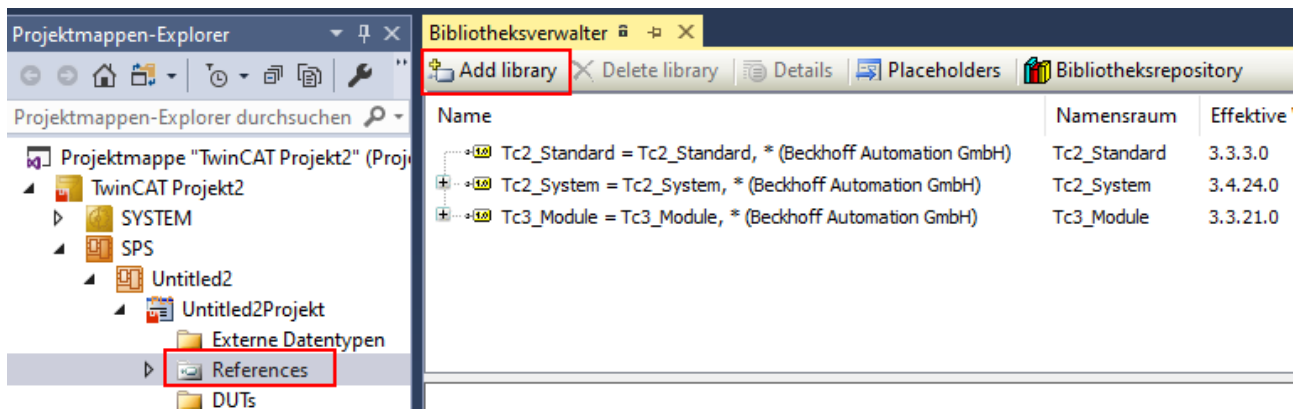 Projektmappen-Explorer
Projektmappen-Explorer durchsuchen
Projektmappe "TwinCAT Projekt2" (Proje
TwinCAT Projekt2
SYSTEM
SPS
Untitled2
Untitled2Projekt
Externe Datentypen
References
DUTs
Bibliotheksverwalter
Add library Delete library Details Placeholders Bibliotheksrepository
Name Namensraum Effektive
Tc2_Standard = Tc2_Standard, * (Beckhoff Automation GmbH) Tc2_Standard 3.3.3.0
Tc2_System = Tc2_System, * (Beckhoff Automation GmbH) Tc2_System 3.4.24.0
Tc3_Module = Tc3_Module, * (Beckhoff Automation GmbH) Tc3_Module 3.3.21.0